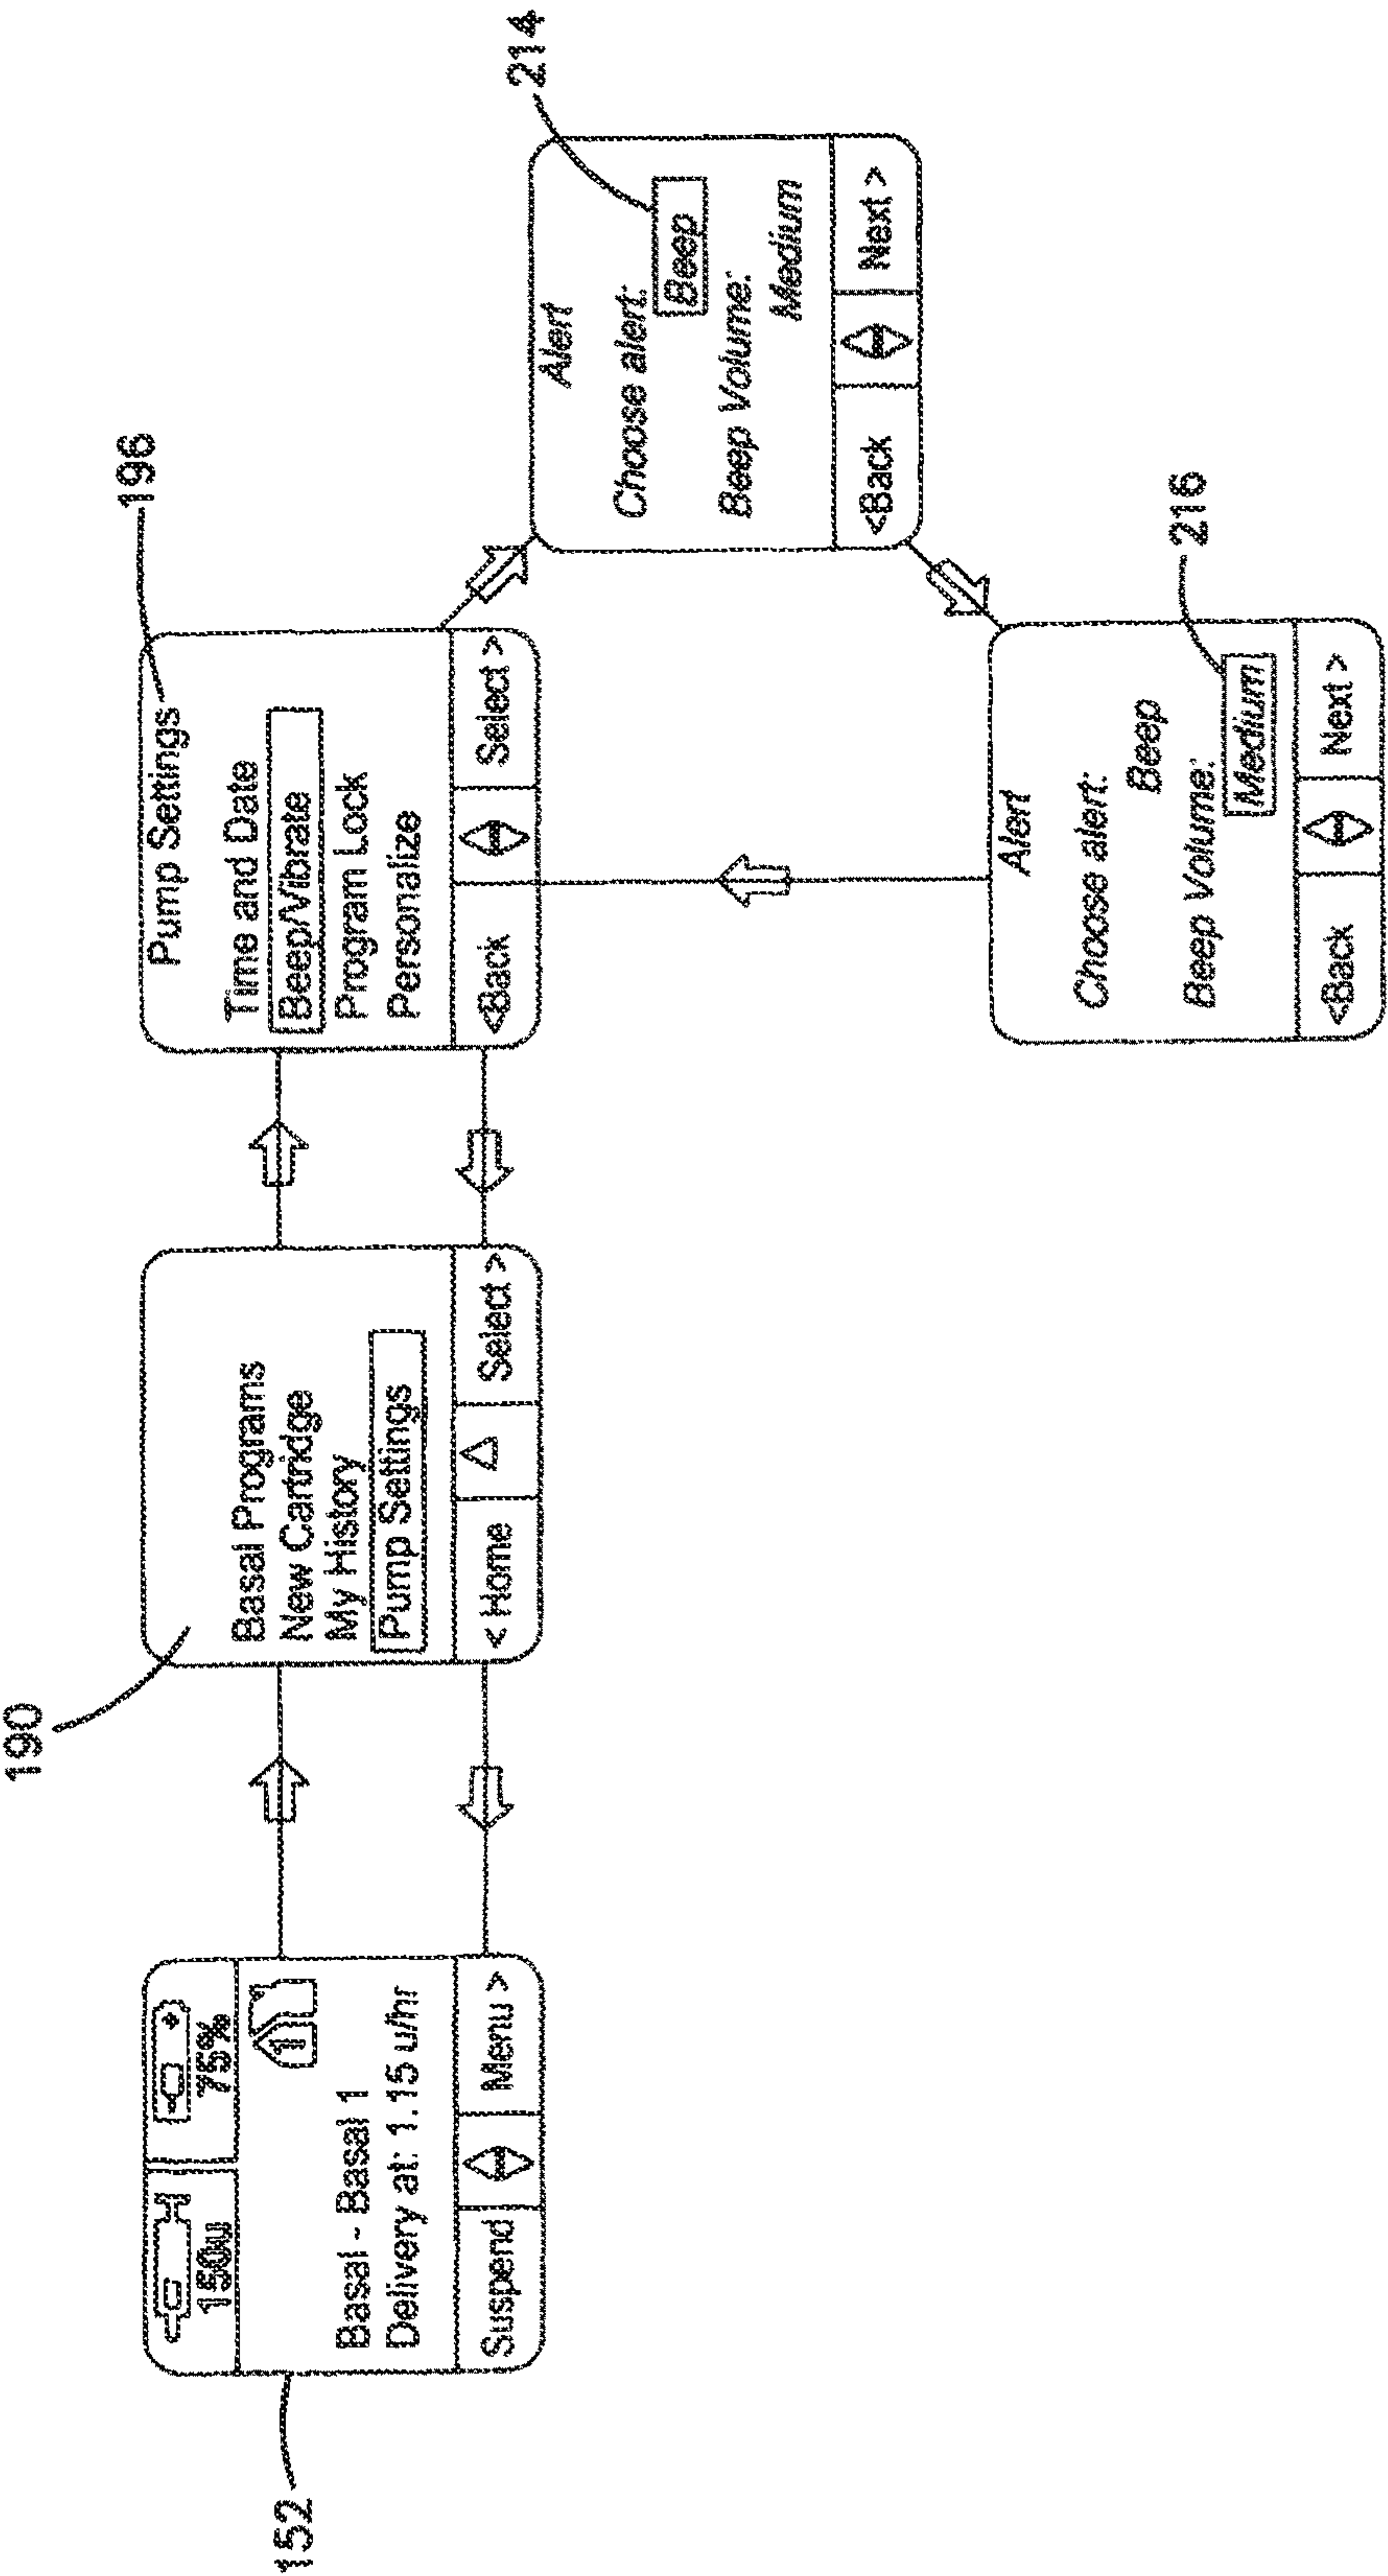 152
150u
75%
Basal - Basal 1
Delivery at: 1.15 u/hr
Suspend
Menu >
190
Basal Programs
New Cartridge
My History
Pump Settings
< Home
Select >
196
Pump Settings
Time and Date
Beep/Vibrate
Program Lock
Personalize
<Back
Select >
214
Alert
Choose alert:
Beep
Beep Volume:
Medium
<Back
Next >
216
Alert
Choose alert:
Beep
Beep Volume:
Medium
<Back
Next >